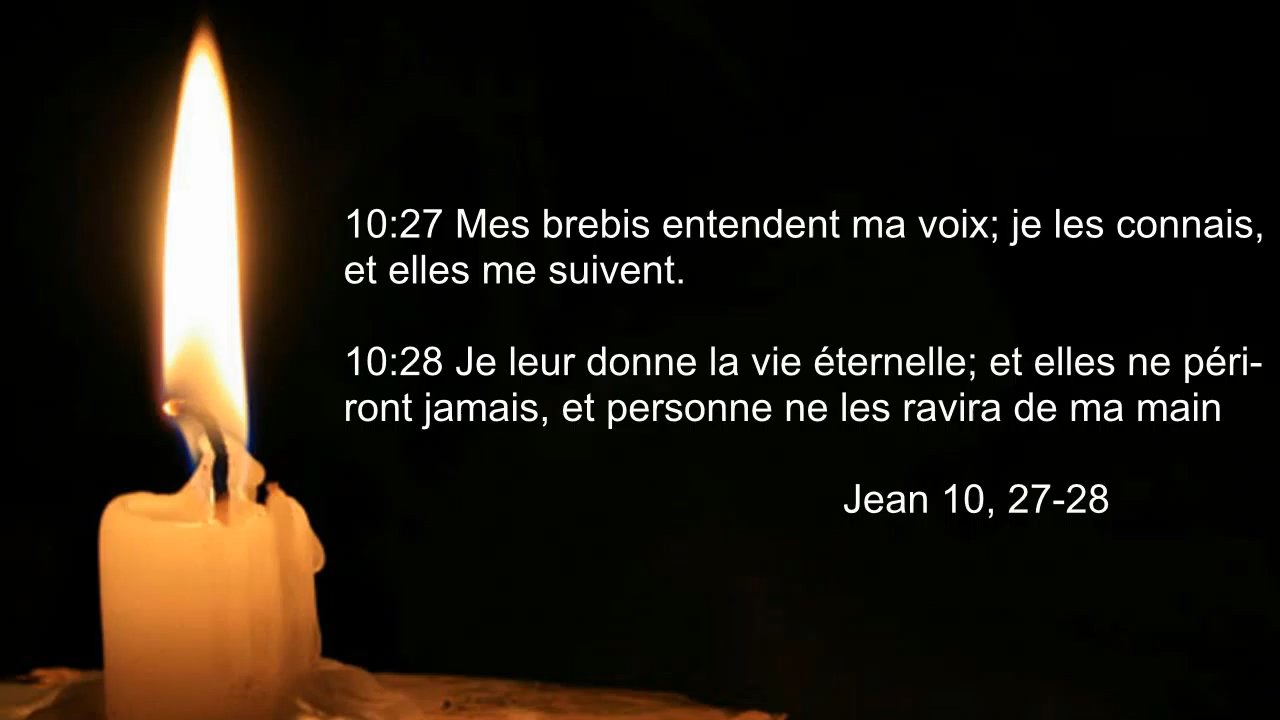 10:27 Mes brebis entendent ma voix; je les connais,
et elles me suivent.
10:28 Je leur donne la vie éternelle; et elles ne péri-
ront jamais, et personne ne les ravira de ma main
Jean 10, 27-28